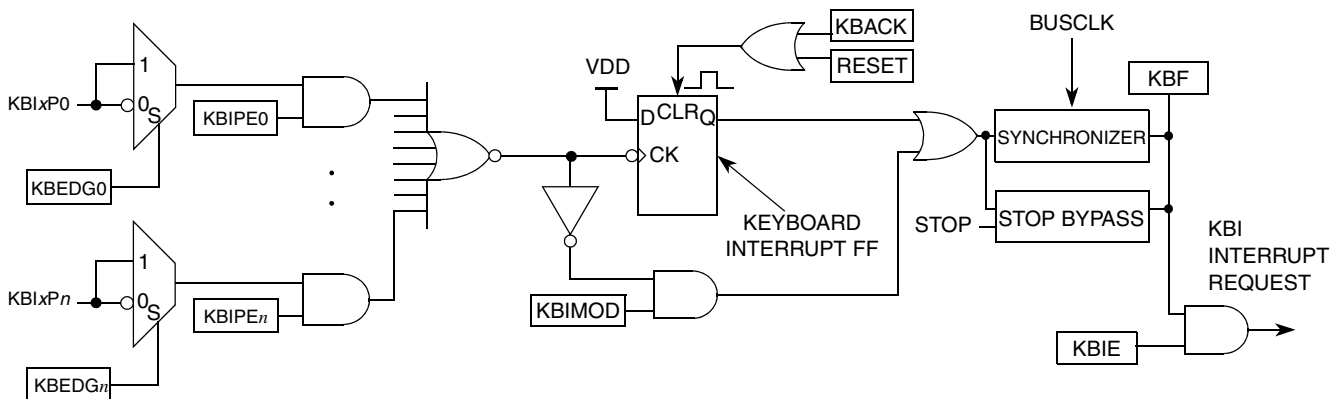 KBACK
RESET
BUSCLK
VDD
KBF
1
KBIxP0
0
S
KBIPE0
D
CLR
Q
CK
SYNCHRONIZER
KBEDG0
STOP BYPASS
STOP
KEYBOARD
INTERRUPT FF
KBI
INTERRUPT
REQUEST
1
KBIxPn
0
S
KBIPEn
KBIMOD
KBIE
KBEDGn